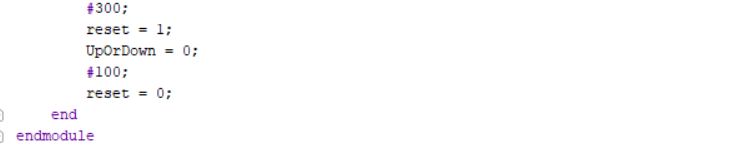 #300;
reset = 1;
UpOrDown = 0;
#100;
reset = 0;
end
endmodule